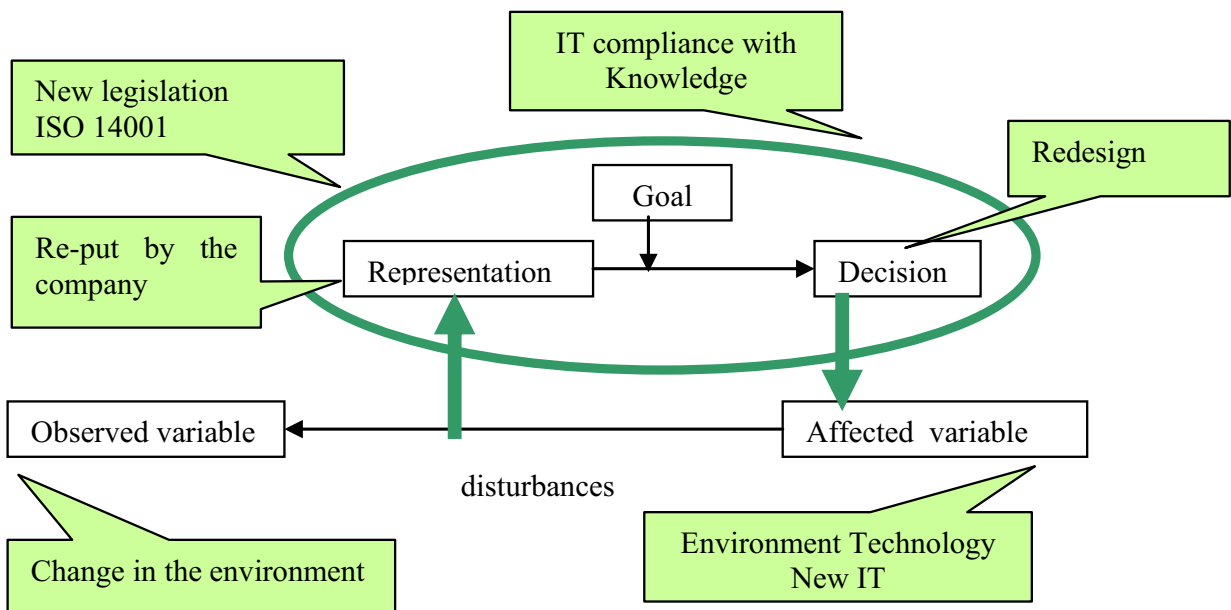 IT compliance with
Knowledge
New legislation
ISO 14001
Redesign
Goal
Re-put by the
company
Representation
Decision
Observed variable
Affected variable
disturbances
Environment Technology
New IT
Change in the environment